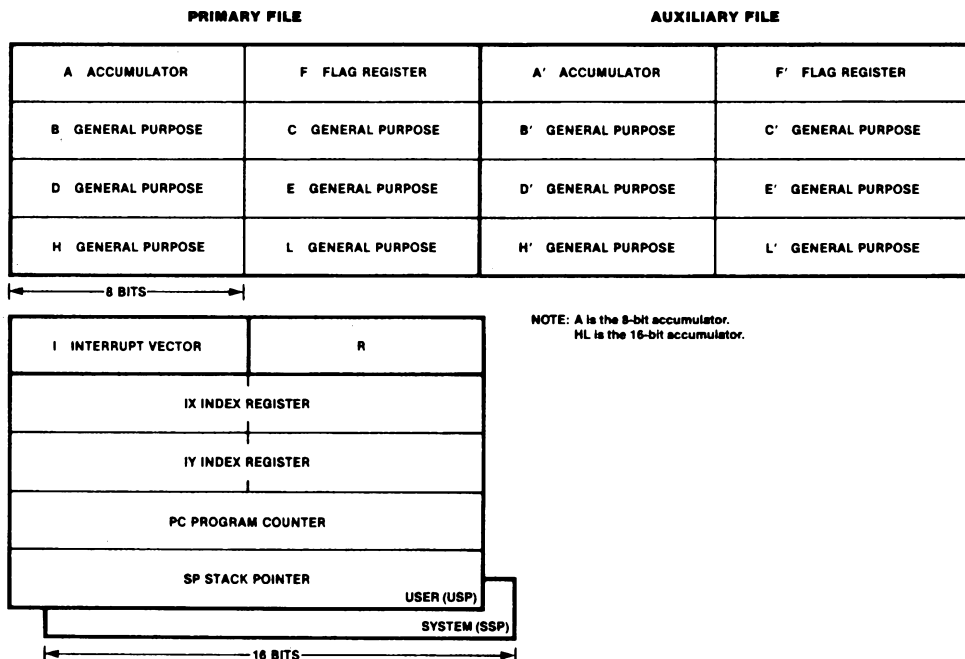 PRIMARY FILE
AUXILIARY FILE
A ACCUMULATOR
F FLAG REGISTER
A' ACCUMULATOR
F' FLAG REGISTER
B GENERAL PURPOSE
C GENERAL PURPOSE
B' GENERAL PURPOSE
C' GENERAL PURPOSE
D GENERAL PURPOSE
E GENERAL PURPOSE
D' GENERAL PURPOSE
E' GENERAL PURPOSE
H GENERAL PURPOSE
L GENERAL PURPOSE
H' GENERAL PURPOSE
L' GENERAL PURPOSE
8 BITS
NOTE: A is the 8-bit accumulator.
HL is the 16-bit accumulator.
I INTERRUPT VECTOR
R
IX INDEX REGISTER
IY INDEX REGISTER
PC PROGRAM COUNTER
SP STACK POINTER
USER (USP)
SYSTEM (SSP)
16 BITS